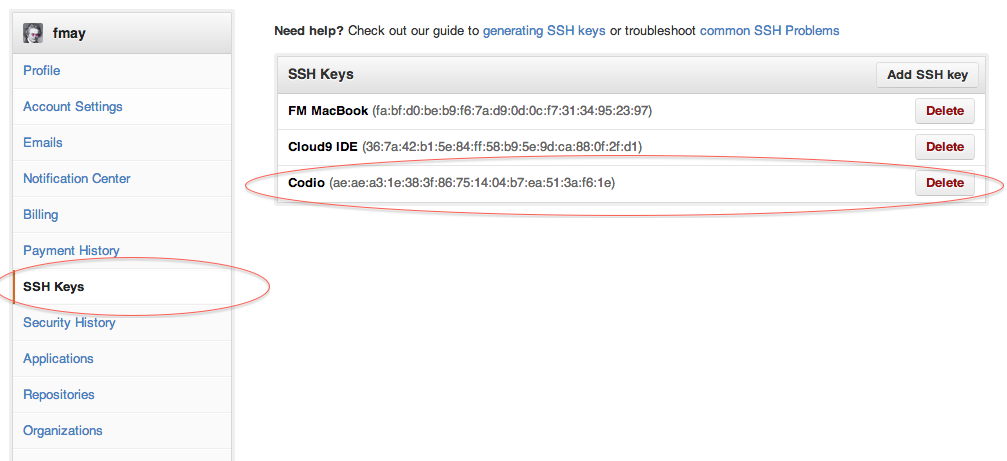 fmay
Profile
Account Settings
Emails
Notification Center
Billing
Payment History
SSH Keys
Security History
Applications
Repositories
Organizations
Need help? Check out our guide to generating SSH keys or troubleshoot common SSH Problems
SSH Keys Add SSH key
FM MacBook (fa:bf:d0:be:b9:f6:7a:d9:0d:0c:f7:31:34:95:23:97) Delete
Cloud9 IDE (36:7a:42:b1:5e:84:ff:58:b9:5e:9d:ca:88:0f:2f:d1) Delete
Codio (ae:ae:a3:1e:38:3f:86:75:14:04:b7:ea:51:3a:f6:1e) Delete